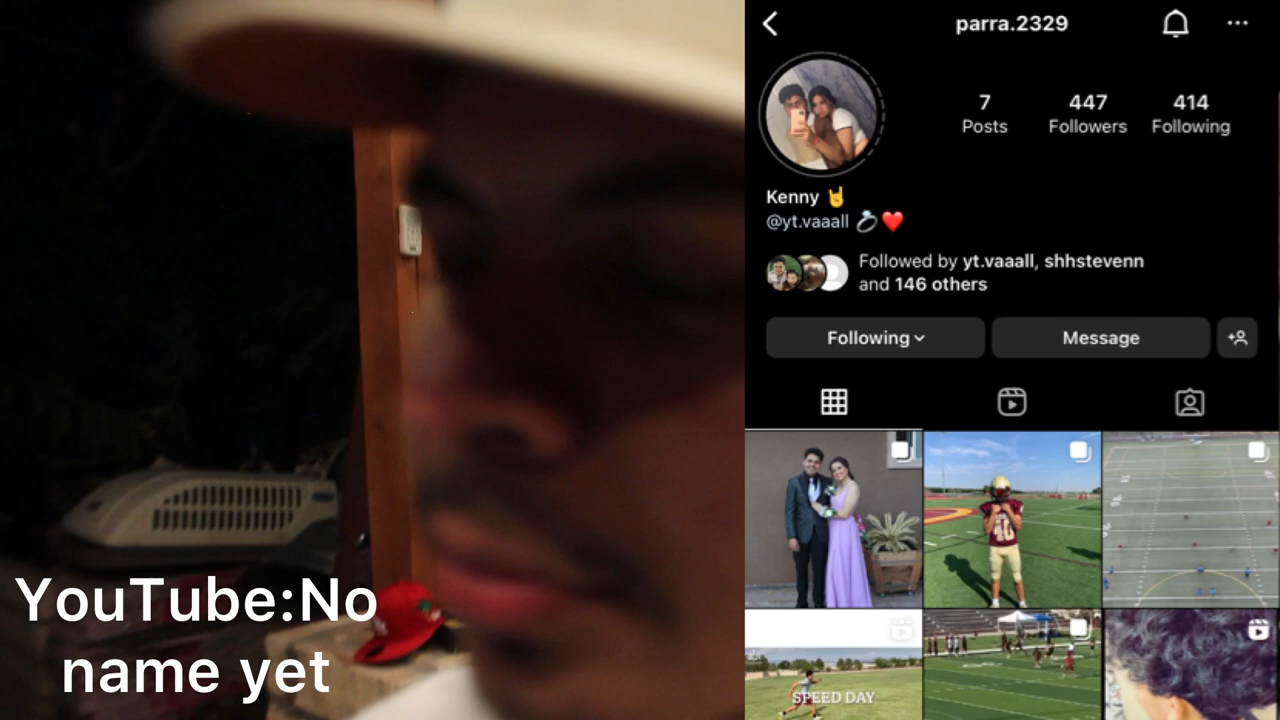 YouTube:No
name yet
parra.2329
7
Posts
447
Followers
414
Following
Kenny 🤘
@yt.vaaall 💍❤️
Followed by yt.vaaall, shhstevenn
and 146 others
Following
Message
40
SPEED DAY